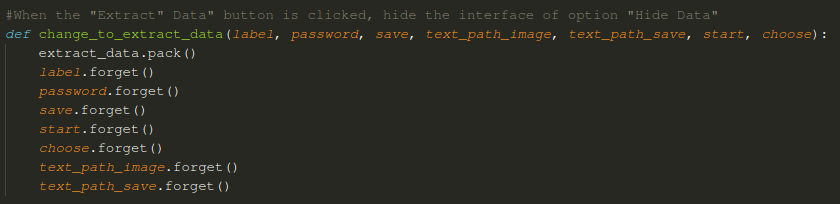 #When the "Extract" Data" button is clicked, hide the interface of option "Hide Data"
def change_to_extract_data(label, password, save, text_path_image, text_path_save, start, choose):
    extract_data.pack()
    label.forget()
    password.forget()
    save.forget()
    start.forget()
    choose.forget()
    text_path_image.forget()
    text_path_save.forget()